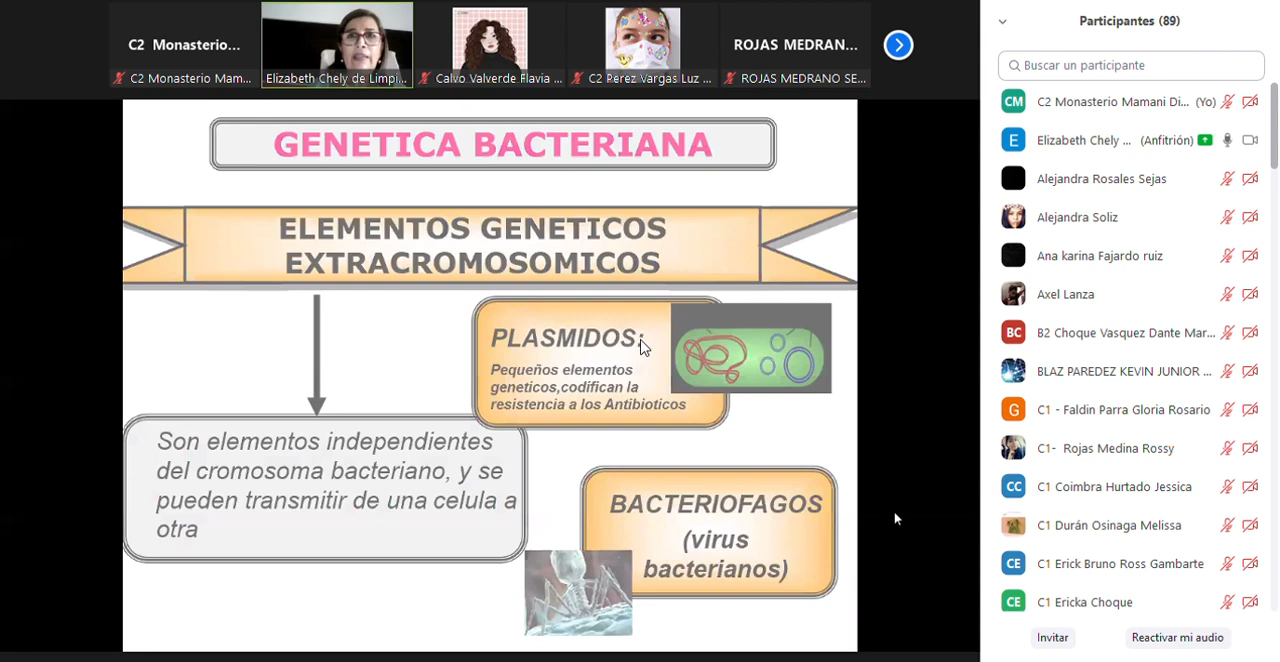 C2 Monasterio...
ROJAS MEDRAN...
C2 Monasterio Mam...
Elizabeth Chely de Limpi...
Calvo Valverde Flavia ...
C2 Perez Vargas Luz ...
ROJAS MEDRANO SE...
GENETICA BACTERIANA
ELEMENTOS GENETICOS
EXTRACROMOSOMICOS
PLASMIDOS:
Pequeños elementos
geneticos,codifican la
resistencia a los Antibioticos
Son elementos independientes
del cromosoma bacteriano, y se
pueden transmitir de una celula a
otra
BACTERIOFAGOS
(virus
bacterianos)
Participantes (89)
Buscar un participante
CM C2 Monasterio Mamani Di... (Yo)
E Elizabeth Chely ... (Anfitrión)
Alejandra Rosales Sejas
Alejandra Soliz
Ana karina Fajardo ruiz
Axel Lanza
BC B2 Choque Vasquez Dante Mar...
BLAZ PAREDEZ KEVIN JUNIOR ...
G C1 - Faldin Parra Gloria Rosario
C1- Rojas Medina Rossy
CC C1 Coimbra Hurtado Jessica
C1 Durán Osinaga Melissa
CE C1 Erick Bruno Ross Gambarte
CE C1 Ericka Choque
Invitar
Reactivar mi audio